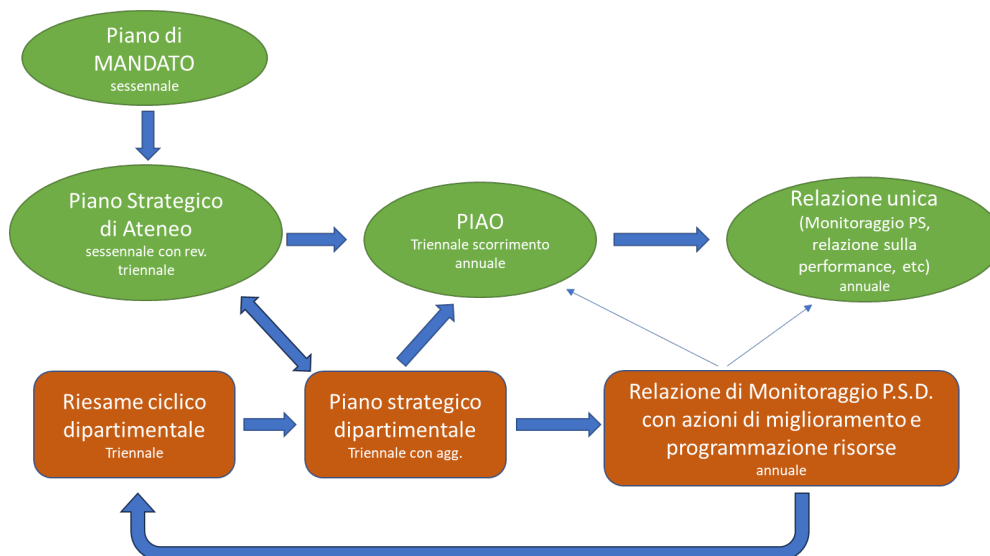 Piano di
MANDATO
sessennale
Piano Strategico
di Ateneo
sessennale con rev.
triennale
PIAO
Triennale scorrimento
annuale
Relazione unica
(Monitoraggio PS,
relazione sulla
performance, etc)
annuale
Riesame ciclico
dipartimentale
Triennale
Piano strategico
dipartimentale
Triennale con agg.
Relazione di Monitoraggio P.S.D.
con azioni di miglioramento e
programmazione risorse
annuale